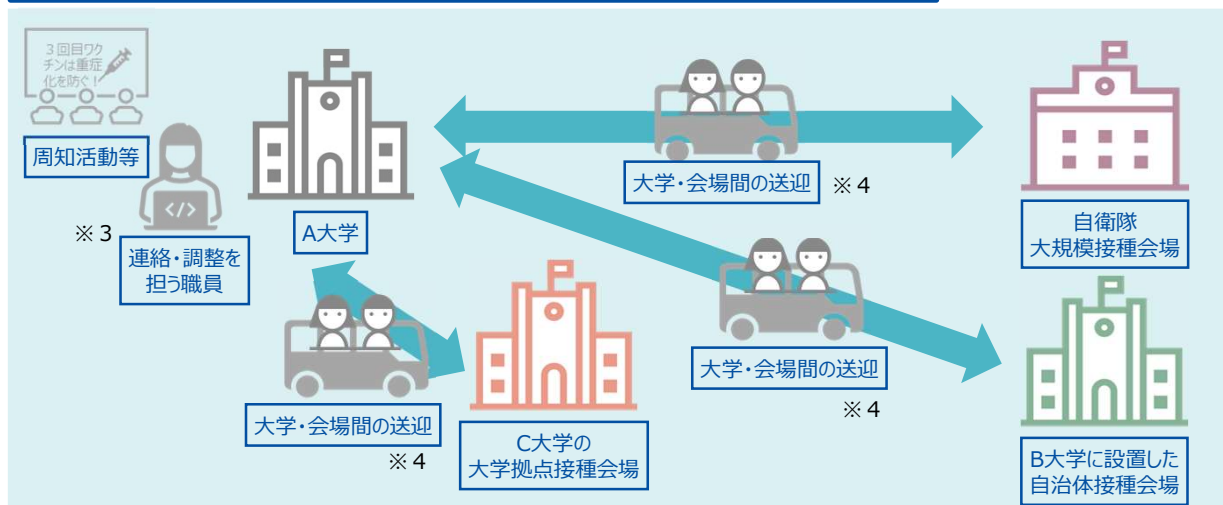 3回目ワク
チンは重症
化を防ぐ!
周知活動等
※3
連絡・調整を
担う職員
A大学
大学・会場間の送迎 ※4
自衛隊
大規模接種会場
大学・会場間の送迎
※4
大学・会場間の送迎
※4
C大学の
大学拠点接種会場
B大学に設置した
自治体接種会場